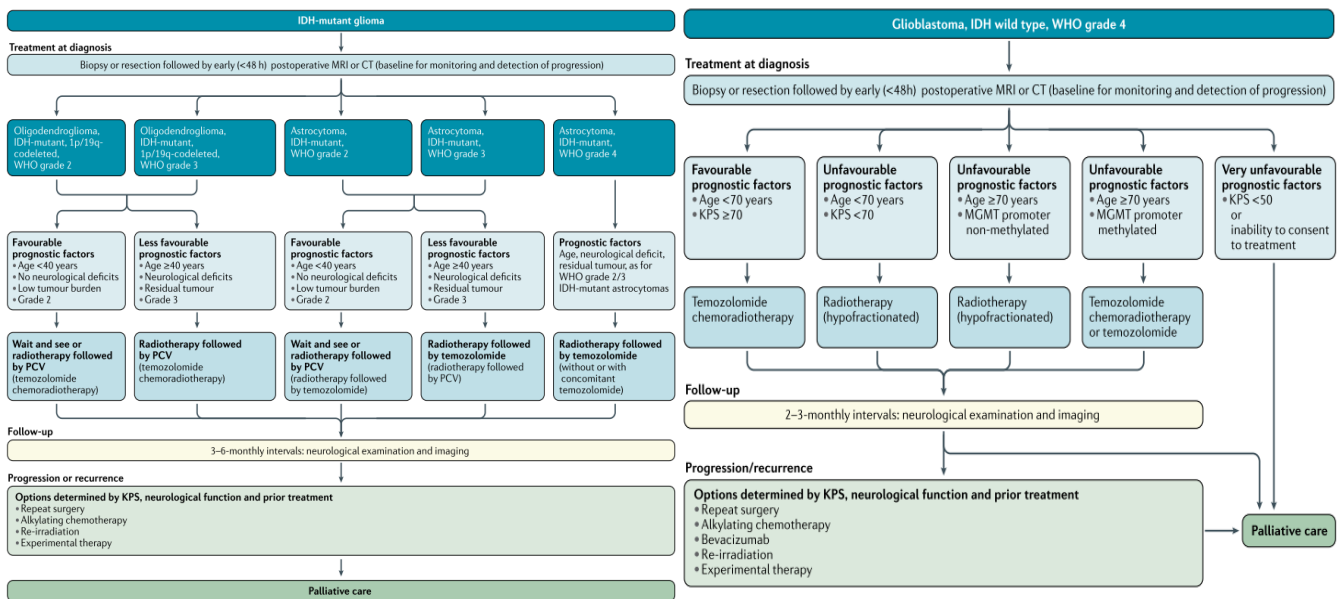 IDH-mutant glioma
Treatment at diagnosis
Biopsy or resection followed by early (<48 h) postoperative MRI or CT (baseline for monitoring and detection of progression)
Oligodendroglioma,
IDH-mutant, 1p/19q-
codeleted,
WHO grade 2
Oligodendroglioma,
IDH-mutant,
1p/19q-codeleted,
WHO grade 3
Astrocytoma,
IDH-mutant,
WHO grade 2
Astrocytoma,
IDH-mutant,
WHO grade 3
Astrocytoma,
IDH-mutant,
WHO grade 4
Favourable
prognostic factors
• Age <40 years
• No neurological deficits
• Low tumour burden
• Grade 2
Less favourable
prognostic factors
• Age ≥40 years
• Neurological deficits
• Residual tumour
• Grade 3
Favourable
prognostic factors
• Age <40 years
• No neurological deficits
• Low tumour burden
• Grade 2
Less favourable
prognostic factors
• Age ≥40 years
• Neurological deficits
• Residual tumour
• Grade 3
Prognostic factors
Age, neurological deficit,
residual tumour, as for
WHO grade 2/3
IDH-mutant astrocytomas
Wait and see or
radiotherapy followed
by PCV
(temozolomide
chemoradiotherapy)
Radiotherapy followed
by PCV
(temozolomide
chemoradiotherapy)
Wait and see or
radiotherapy followed
by PCV
(radiotherapy followed
by temozolomide)
Radiotherapy followed
by temozolomide
(radiotherapy followed
by PCV)
Radiotherapy followed
by temozolomide
(without or with
concomitant
temozolomide)
Follow-up
3–6-monthly intervals: neurological examination and imaging
Progression or recurrence
Options determined by KPS, neurological function and prior treatment
• Repeat surgery
• Alkylating chemotherapy
• Re-irradiation
• Experimental therapy
Palliative care
Glioblastoma, IDH wild type, WHO grade 4
Treatment at diagnosis
Biopsy or resection followed by early (<48h) postoperative MRI or CT (baseline for monitoring and detection of progression)
Favourable
prognostic factors
• Age <70 years
• KPS ≥70
Unfavourable
prognostic factors
• Age <70 years
• KPS <70
Unfavourable
prognostic factors
• Age ≥70 years
• MGMT promoter
non-methylated
Unfavourable
prognostic factors
• Age ≥70 years
• MGMT promoter
methylated
Very unfavourable
prognostic factors
• KPS <50
or
inability to consent
to treatment
Temozolomide
chemoradiotherapy
Radiotherapy
(hypofractionated)
Radiotherapy
(hypofractionated)
Temozolomide
chemoradiotherapy
or temozolomide
Follow-up
2–3-monthly intervals: neurological examination and imaging
Progression/recurrence
Options determined by KPS, neurological function and prior treatment
• Repeat surgery
• Alkylating chemotherapy
• Bevacizumab
• Re-irradiation
• Experimental therapy
Palliative care